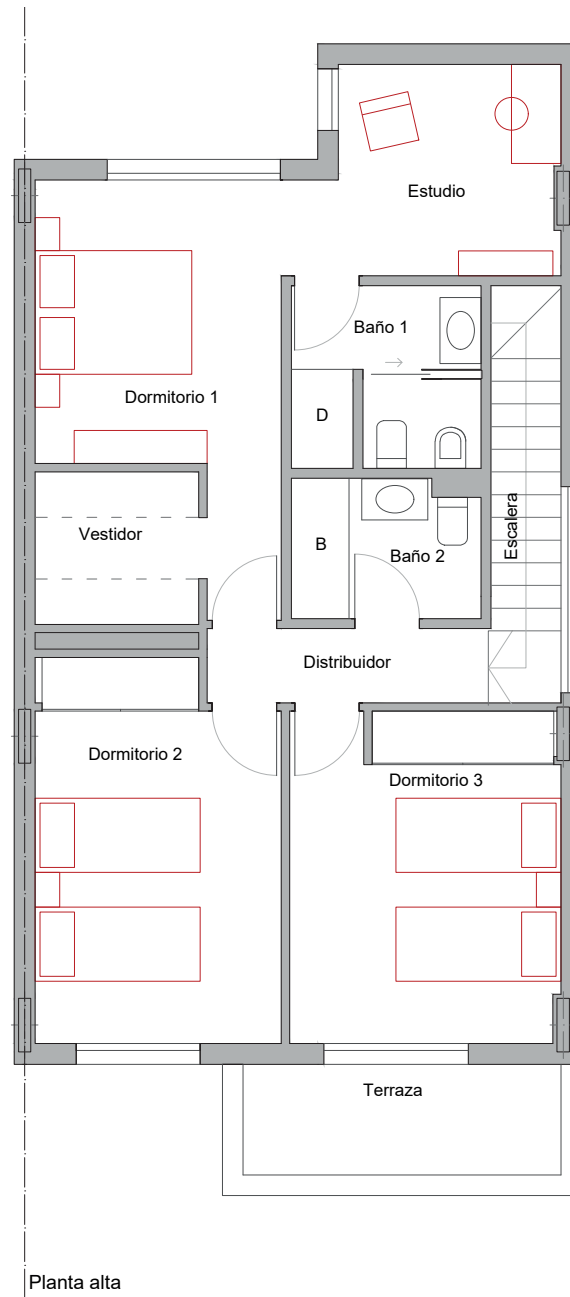 Estudio
Baño 1
Dormitorio 1
D
Escalera
Vestidor
B
Baño 2
Distribuidor
Dormitorio 2
Dormitorio 3
Terraza
Planta alta